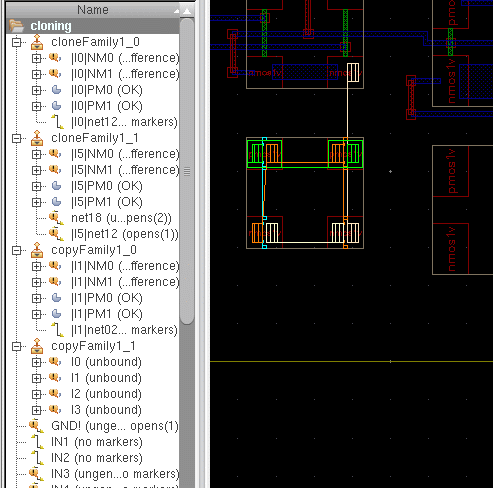 Name
cloning
cloneFamily1_0
|I0|NM0 (...fference)
|I0|NM1 (...fference)
|I0|PM0 (OK)
|I0|PM1 (OK)
|I0|net12... markers)
cloneFamily1_1
|I5|NM0 (...fference)
|I5|NM1 (...fference)
|I5|PM0 (OK)
|I5|PM1 (OK)
net18 (u...pens(2))
|I5|net12 (opens(1))
copyFamily1_0
|I1|NM0 (...fference)
|I1|NM1 (...fference)
|I1|PM0 (OK)
|I1|PM1 (OK)
|I1|net02... markers)
copyFamily1_1
I0 (unbound)
I1 (unbound)
I2 (unbound)
I3 (unbound)
GND! (unge... opens(1)
IN1 (no markers)
IN2 (no markers)
IN3 (ungen...o markers)
nmos1v
nmos1v
pmos1v